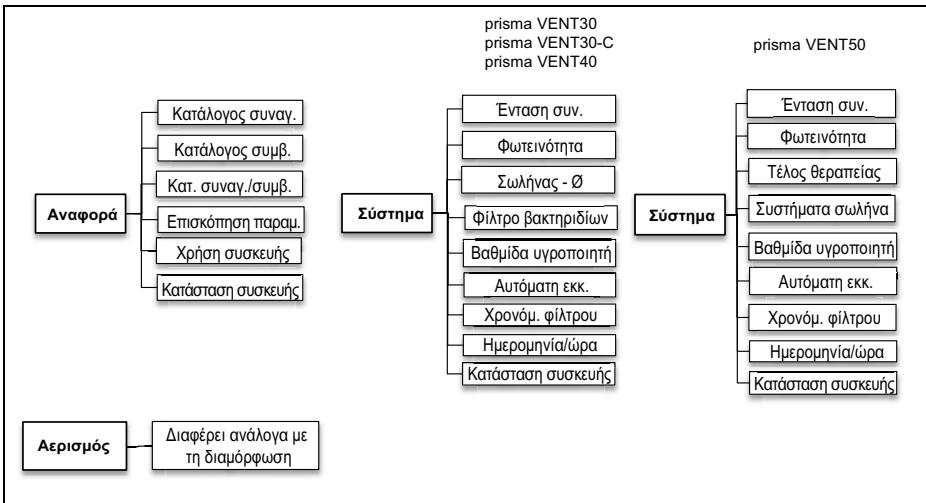 prisma VENT30
prisma VENT30-C
prisma VENT40
prisma VENT50
Αναφορά
Κατάλογος συναγ.
Κατάλογος συμβ.
Κατ. συναγ./συμβ.
Επισκόπηση παραμ.
Χρήση συσκευής
Κατάσταση συσκευής
Σύστημα
Ένταση συν.
Φωτεινότητα
Σωλήνας - Ø
Φίλτρο βακτηριδίων
Βαθμίδα υγροποιητή
Αυτόματη εκκ.
Χρονόμ. φίλτρου
Ημερομηνία/ώρα
Κατάσταση συσκευής
Σύστημα
Ένταση συν.
Φωτεινότητα
Τέλος θεραπείας
Συστήματα σωλήνα
Βαθμίδα υγροποιητή
Αυτόματη εκκ.
Χρονόμ. φίλτρου
Ημερομηνία/ώρα
Κατάσταση συσκευής
Αερισμός
Διαφέρει ανάλογα με
τη διαμόρφωση